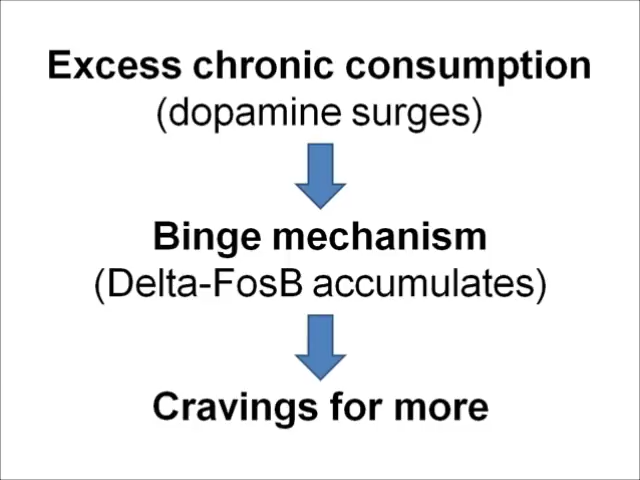 Excess chronic consumption
(dopamine surges)
Binge mechanism
(Delta-FosB accumulates)
Cravings for more